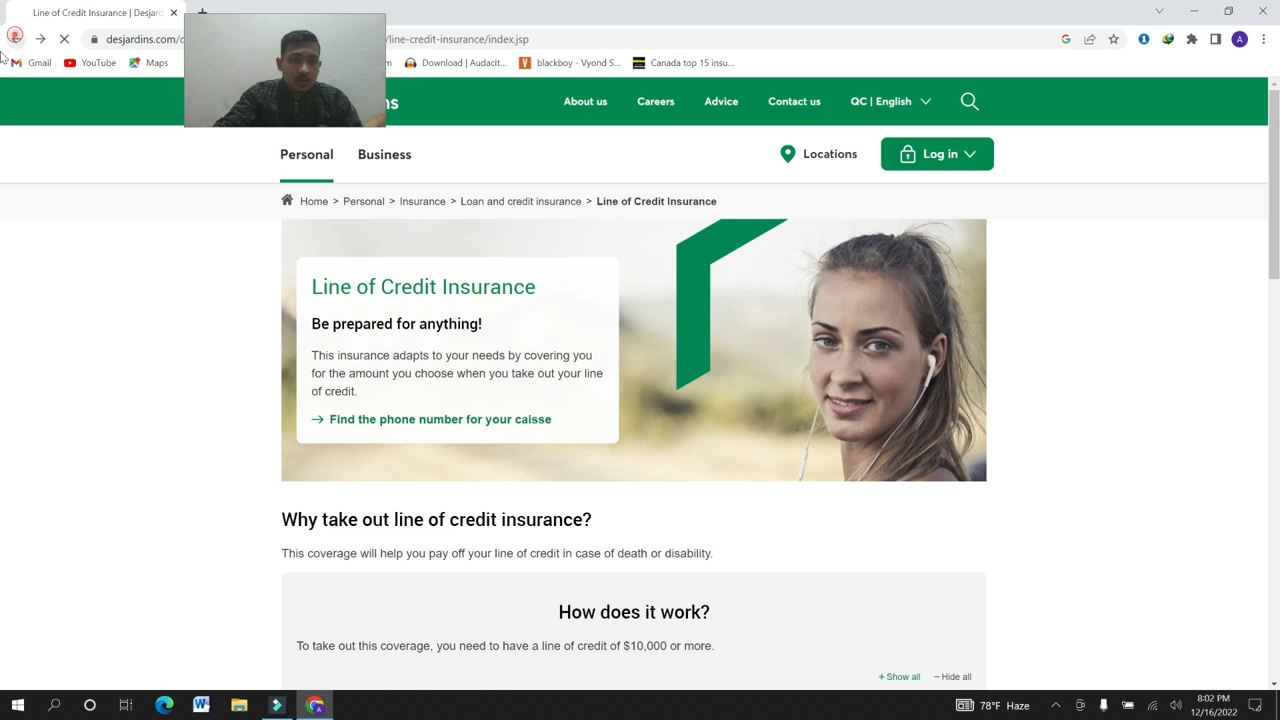 Line of Credit Insurance | Desjard
desjardins.com/
/line-credit-insurance/index.jsp
Gmail
YouTube
Maps
Download | Audacit...
blackboy - Vyond S...
Canada top 15 insu...
A
About us
Careers
Advice
Contact us
QC | English
Personal
Business
Locations
Log in
Home > Personal > Insurance > Loan and credit insurance > Line of Credit Insurance
Line of Credit Insurance
Be prepared for anything!
This insurance adapts to your needs by covering you
for the amount you choose when you take out your line
of credit.
→ Find the phone number for your caisse
Why take out line of credit insurance?
This coverage will help you pay off your line of credit in case of death or disability.
How does it work?
To take out this coverage, you need to have a line of credit of $10,000 or more.
+ Show all
− Hide all
78°F Haze
8:02 PM
12/16/2022